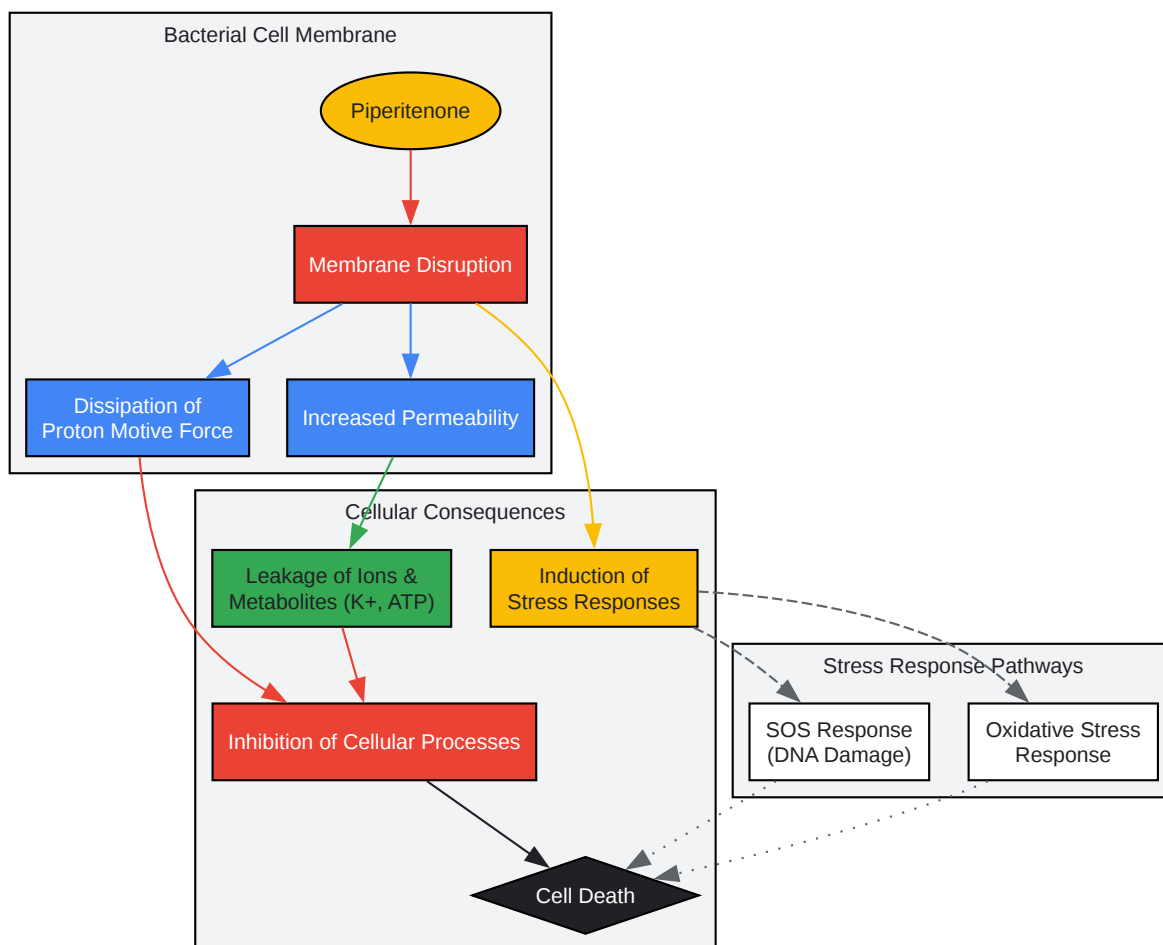 Bacterial Cell Membrane
Piperitenone
Membrane Disruption
Dissipation of
Proton Motive Force
Increased Permeability
Cellular Consequences
Leakage of Ions &
Metabolites (K+, ATP)
Induction of
Stress Responses
Stress Response Pathways
Inhibition of Cellular Processes
SOS Response
(DNA Damage)
Oxidative Stress
Response
Cell Death